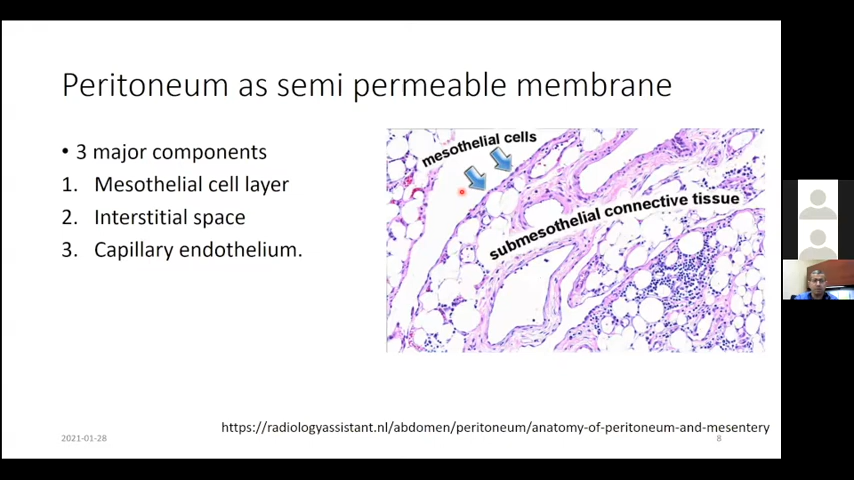 Peritoneum as semi permeable membrane
• 3 major components
1. Mesothelial cell layer
2. Interstitial space
3. Capillary endothelium.
mesothelial cells
submesothelial connective tissue
https://radiologyassistant.nl/abdomen/peritoneum/anatomy-of-peritoneum-and-mesentery
2021-01-28
8